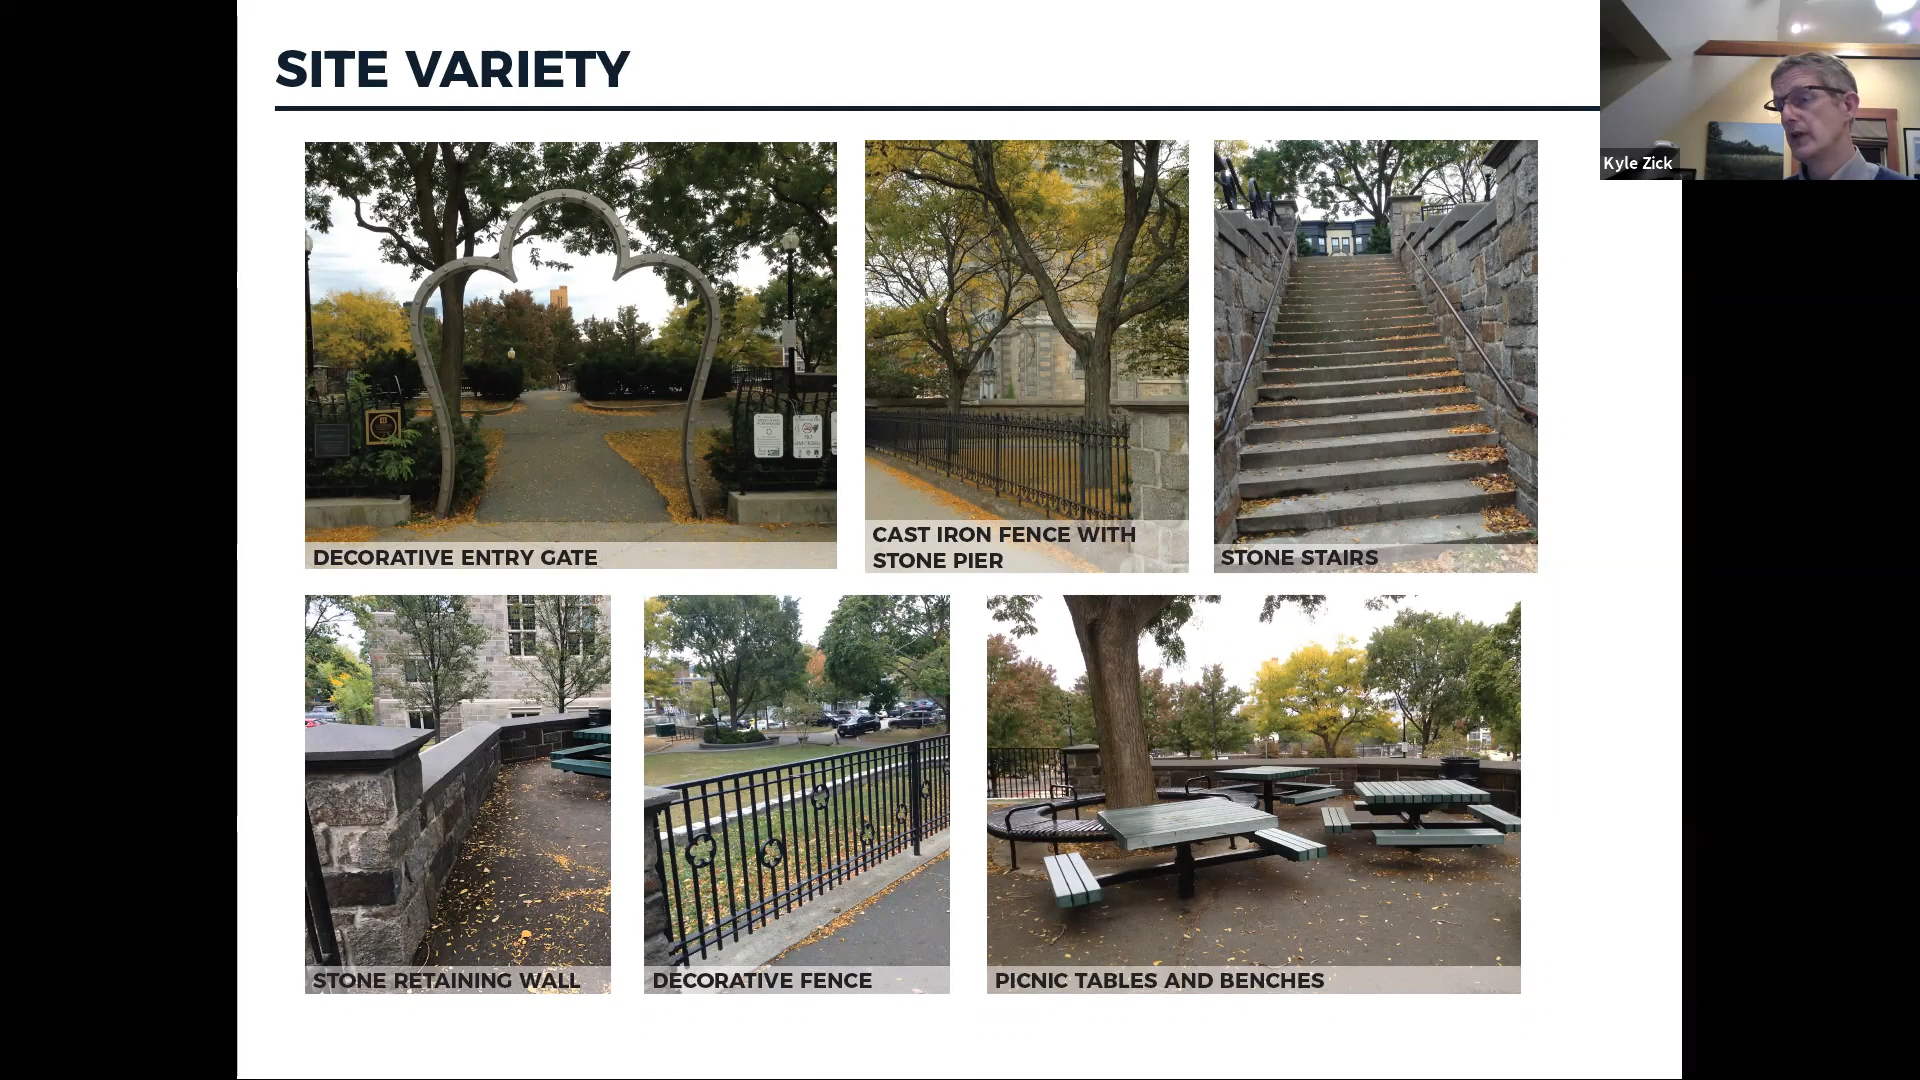 SITE VARIETY
Kyle Zick
DECORATIVE ENTRY GATE
CAST IRON FENCE WITH
STONE PIER
STONE STAIRS
STONE RETAINING WALL
DECORATIVE FENCE
PICNIC TABLES AND BENCHES